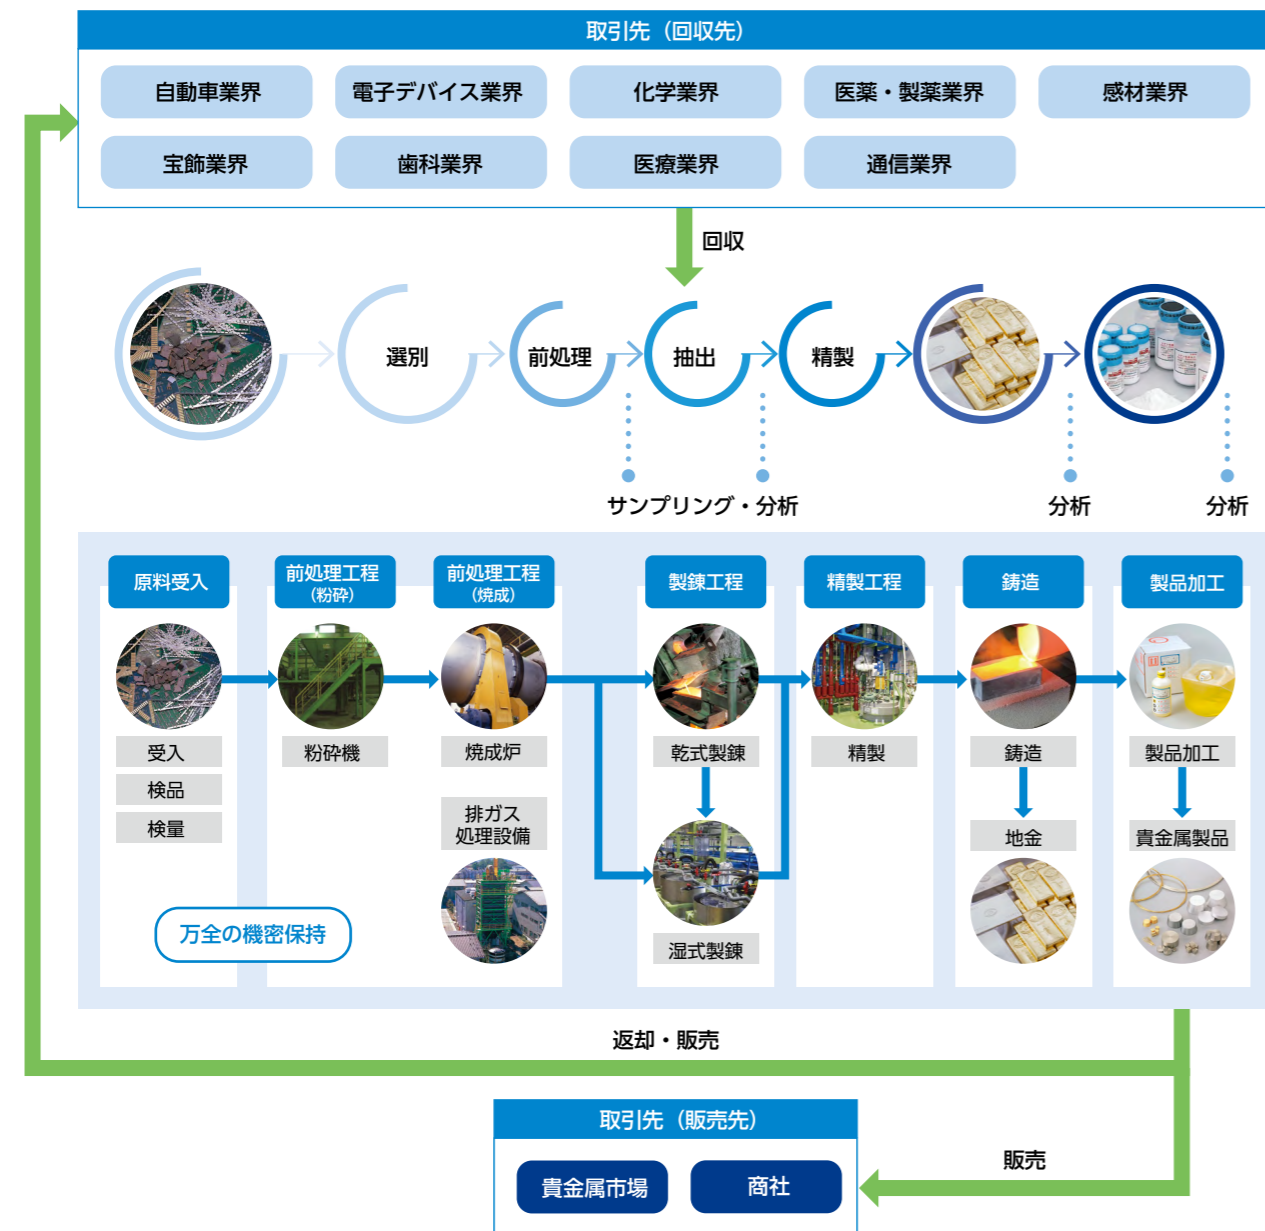 取引先（回収先）
自動車業界
電子デバイス業界
化学業界
医薬・製薬業界
感材業界
宝飾業界
歯科業界
医療業界
通信業界
回収
選別
前処理
抽出
精製
サンプリング・分析
分析
分析
原料受入
前処理工程
（粉砕）
前処理工程
（焼成）
製錬工程
精製工程
鋳造
製品加工
受入
検品
検量
粉砕機
焼成炉
排ガス
処理設備
乾式製錬
湿式製錬
精製
鋳造
地金
製品加工
貴金属製品
万全の機密保持
返却・販売
取引先（販売先）
貴金属市場
商社
販売